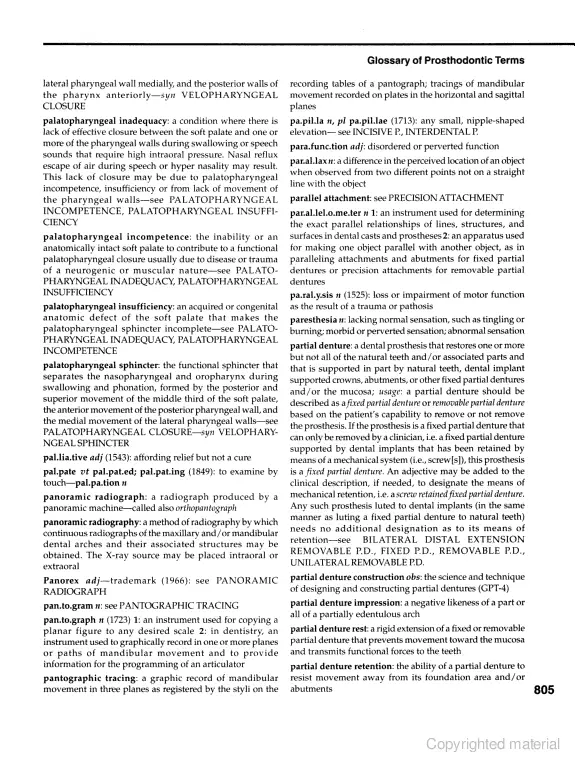 Glossary of Prosthodontic Terms
lateral pharyngeal wall medially, and the posterior walls of
the pharynx anteriorly—syn VELOPHARYNGEAL
CLOSURE
palatopharyngeal inadequacy: a condition where there is
lack of effective closure between the soft palate and one or
more of the pharyngeal walls during swallowing or speech
sounds that require high intraoral pressure. Nasal reflux
escape of air during speech or hyper nasality may result.
This lack of closure may be due to palatopharyngeal
incompetence, insufficiency or from lack of movement of
the pharyngeal walls—see PALATOPHARYNGEAL
INCOMPETENCE, PALATOPHARYNGEAL INSUFFI-
CIENCY
palatopharyngeal incompetence: the inability or an
anatomically intact soft palate to contribute to a functional
palatopharyngeal closure usually due to disease or trauma
of a neurogenic or muscular nature—see PALATO-
PHARYNGEAL INADEQUACY, PALATOPHARYNGEAL
INSUFFICIENCY
palatopharyngeal insufficiency: an acquired or congenital
anatomic defect of the soft palate that makes the
palatopharyngeal sphincter incomplete—see PALATO-
PHARYNGEAL INADEQUACY, PALATOPHARYNGEAL
INCOMPETENCE
palatopharyngeal sphincter: the functional sphincter that
separates the nasopharyngeal and oropharynx during
swallowing and phonation, formed by the posterior and
superior movement of the middle third of the soft palate,
the anterior movement of the posterior pharyngeal wall, and
the medial movement of the lateral pharyngeal walls—see
PALATOPHARYNGEAL CLOSURE—syn VELOPHARY-
NGEAL SPHINCTER
pal.lia.tive adj (1543): affording relief but not a cure
pal.pate vt pal.pat.ed; pal.pat.ing (1849): to examine by
touch—pal.pa.tion n
panoramic radiograph: a radiograph produced by a
panoramic machine—called also orthopantograph
panoramic radiography: a method of radiography by which
continuous radiographs of the maxillary and/or mandibular
dental arches and their associated structures may be
obtained. The X-ray source may be placed intraoral or
extraoral
Panorex adj—trademark (1966): see PANORAMIC
RADIOGRAPH
pan.to.gram n: see PANTOGRAPHIC TRACING
pan.to.graph n (1723) 1: an instrument used for copying a
planar figure to any desired scale 2: in dentistry, an
instrument used to graphically record in one or more planes
or paths of mandibular movement and to provide
information for the programming of an articulator
pantographic tracing: a graphic record of mandibular
movement in three planes as registered by the styli on the
recording tables of a pantograph; tracings of mandibular
movement recorded on plates in the horizontal and sagittal
planes
pa.pil.la n, pl pa.pil.lae (1713): any small, nipple-shaped
elevation— see INCISIVE P., INTERDENTAL P.
para.func.tion adj: disordered or perverted function
par.al.lax n: a difference in the perceived location of an object
when observed from two different points not on a straight
line with the object
parallel attachment: see PRECISION ATTACHMENT
par.al.lel.o.me.ter n 1: an instrument used for determining
the exact parallel relationships of lines, structures, and
surfaces in dental casts and prostheses 2: an apparatus used
for making one object parallel with another object, as in
paralleling attachments and abutments for fixed partial
dentures or precision attachments for removable partial
dentures
pa.ral.y.sis n (1525): loss or impairment of motor function
as the result of a trauma or pathosis
paresthesia n: lacking normal sensation, such as tingling or
burning; morbid or perverted sensation; abnormal sensation
partial denture: a dental prosthesis that restores one or more
but not all of the natural teeth and/or associated parts and
that is supported in part by natural teeth, dental implant
supported crowns, abutments, or other fixed partial dentures
and/or the mucosa; usage: a partial denture should be
described as a fixed partial denture or removable partial denture
based on the patient's capability to remove or not remove
the prosthesis. If the prosthesis is a fixed partial denture that
can only be removed by a clinician, i.e. a fixed partial denture
supported by dental implants that has been retained by
means of a mechanical system (i.e., screw[s]), this prosthesis
is a fixed partial denture. An adjective may be added to the
clinical description, if needed, to designate the means of
mechanical retention, i.e. a screw retained fixed partial denture.
Any such prosthesis luted to dental implants (in the same
manner as luting a fixed partial denture to natural teeth)
needs no additional designation as to its means of
retention—see BILATERAL DISTAL EXTENSION
REMOVABLE P.D., FIXED P.D., REMOVABLE P.D.,
UNILATERAL REMOVABLE P.D.
partial denture construction obs: the science and technique
of designing and constructing partial dentures (GPT-4)
partial denture impression: a negative likeness of a part or
all of a partially edentulous arch
partial denture rest: a rigid extension of a fixed or removable
partial denture that prevents movement toward the mucosa
and transmits functional forces to the teeth
partial denture retention: the ability of a partial denture to
resist movement away from its foundation area and/or
abutments
805
Copyrighted material